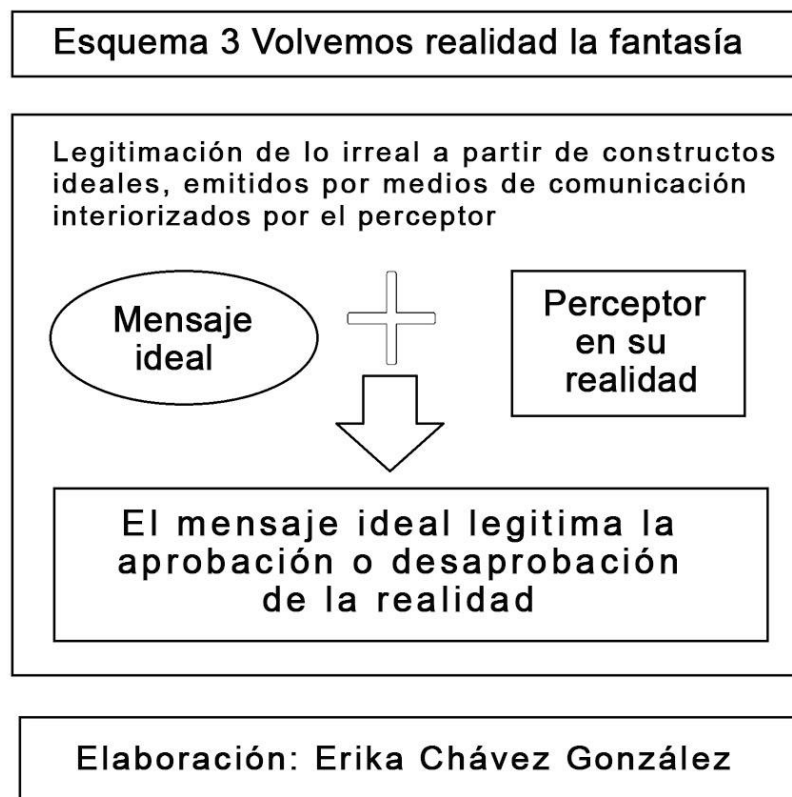 Esquema 3 Volvemos realidad la fantasía
Legitimación de lo irreal a partir de constructos
ideales, emitidos por medios de comunicación
interiorizados por el perceptor
Mensaje
ideal
Perceptor
en su
realidad
El mensaje ideal legitima la
aprobación o desaprobación
de la realidad
Elaboración: Erika Chávez González